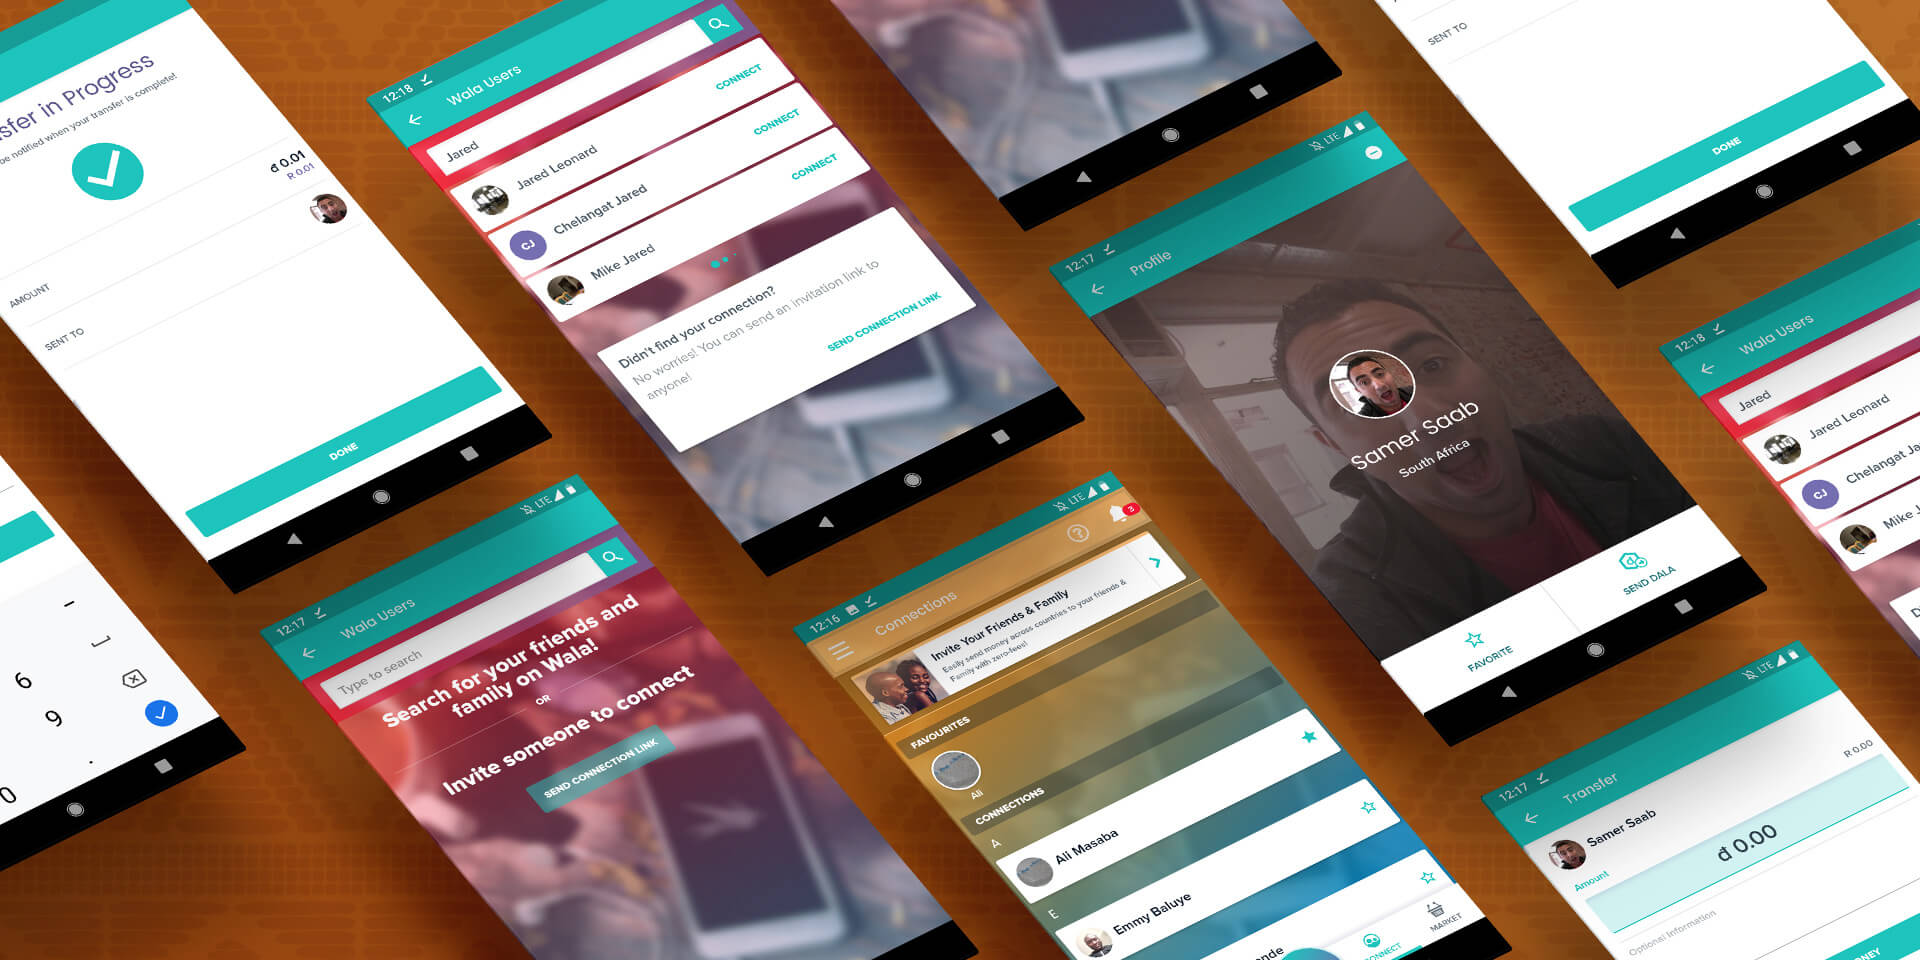 in Progress
be notified when your transfer is complete!
AMOUNT
đ 0.01
R 0.01
SENT TO
DONE
6
9
0
.
12:18
Wala Users
Jared
Jared Leonard
CONNECT
CJ
Chelangat Jared
CONNECT
Mike Jared
CONNECT
Didn't find your connection?
No worries! You can send an invitation link to
anyone!
SEND CONNECTION LINK
12:17
LTE
Wala Users
Type to search
Search for your friends and
family on Wala!
OR
Invite someone to connect
SEND CONNECTION LINK
12:15
LTE
Connections
3
Invite Your Friends & Family
Easily send money across countries to your friends &
Family with zero-fees!
FAVOURITES
Ali
CONNECTIONS
A
Ali Masaba
E
Emmy Baluye
MARKET
12:17
LTE
Profile
Samer Saab
South Africa
FAVORITE
SEND DALA
SENT TO
DONE
12:18
Wala Users
Jared
Jared Leonard
CJ
Chelangat
Mike
12:17
LTE
Transfer
Samer Saab
R 0.00
Amount
đ 0.00
Optional Information